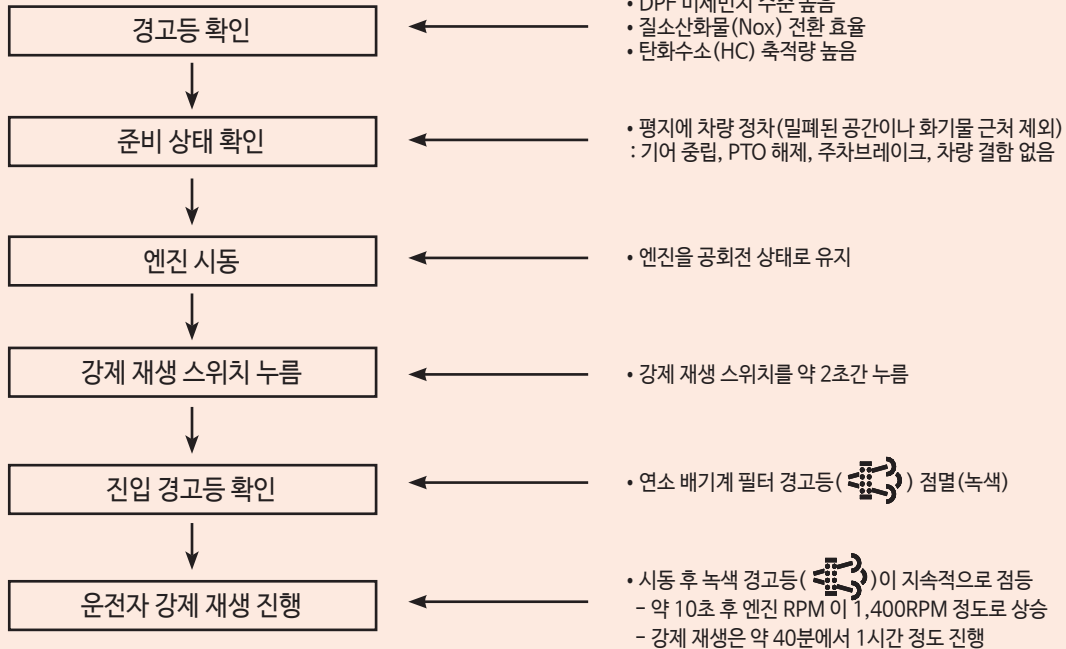 • DPF 미세먼지 수준 높음
경고등 확인
• 질소산화물(Nox) 전환 효율
• 탄화수소(HC) 축적량 높음
준비 상태 확인
• 평지에 차량 정차(밀폐된 공간이나 화기물 근처 제외)
: 기어 중립, PTO 해제, 주차브레이크, 차량 결함 없음
엔진 시동
• 엔진을 공회전 상태로 유지
강제 재생 스위치 누름
• 강제 재생 스위치를 약 2초간 누름
진입 경고등 확인
• 연소 배기계 필터 경고등( ) 점멸(녹색)
운전자 강제 재생 진행
• 시동 후 녹색 경고등( )이 지속적으로 점등
- 약 10초 후 엔진 RPM 이 1,400RPM 정도로 상승
- 강제 재생은 약 40분에서 1시간 정도 진행